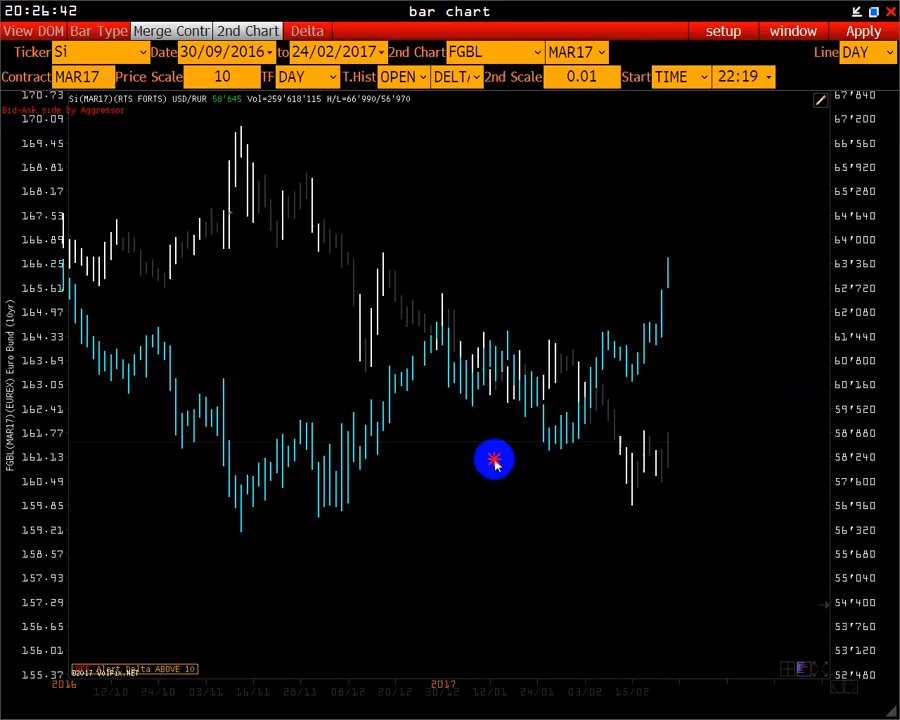 20:26:42 bar chart
View DOM Bar Type Merge Contr 2nd Chart Delta setup window Apply
Ticker Si Date 30/09/2016 to 24/02/2017 2nd Chart FGBL MAR17 Line DAY
Contract MAR17 Price Scale 10 TF DAY T.Hist OPEN DELT 2nd Scale 0.01 Start TIME 22:19
Si(MAR17)(RTS FORTS) USD/RUR 58'645 Vol=259'618'115 H/L=66'990/56'970
Bid-Ask side by Aggressor
FGBL(MAR17)(EUREX) Euro Bund (10yr)
170.73 67'840
170.09 67'200
169.45 66'560
168.81 65'920
168.17 65'280
167.53 64'640
166.89 64'000
166.25 63'360
165.61 62'720
164.97 62'080
164.33 61'440
163.69 60'800
163.05 60'160
162.41 59'520
161.77 58'880
161.13 58'240
160.49 57'600
159.85 56'960
159.21 56'320
158.57 55'680
157.93 55'040
157.29 54'400
156.65 53'760
156.01 53'120
155.37 52'480
OFF Alert Delta ABOVE 10
©2017 VolFix.NET
2016 2017
12/10 24/10 03/11 16/11 28/11 08/12 20/12 30/12 12/01 24/01 03/02 15/02